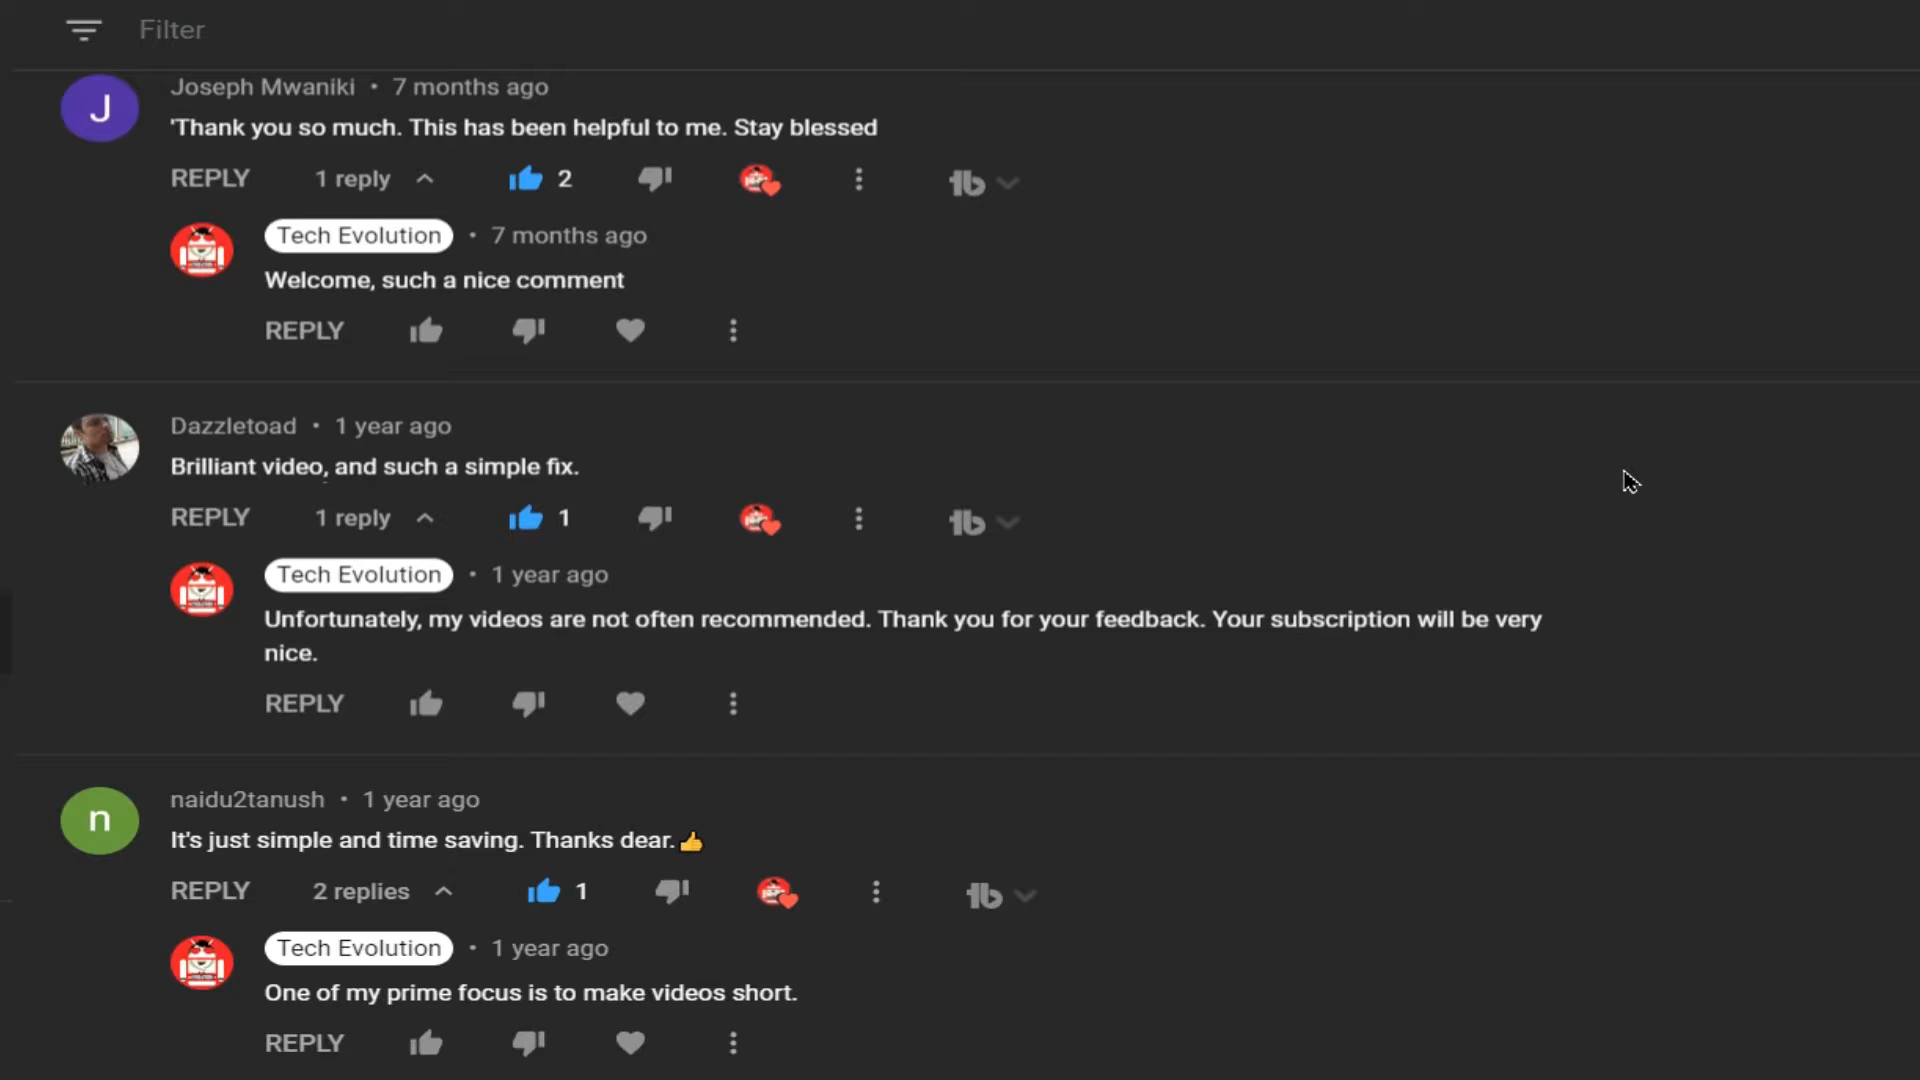 Filter
Joseph Mwaniki • 7 months ago
'Thank you so much. This has been helpful to me. Stay blessed
REPLY 1 reply 2
Tech Evolution • 7 months ago
Welcome, such a nice comment
REPLY
Dazzletoad • 1 year ago
Brilliant video, and such a simple fix.
REPLY 1 reply 1
Tech Evolution • 1 year ago
Unfortunately, my videos are not often recommended. Thank you for your feedback. Your subscription will be very
nice.
REPLY
naidu2tanush • 1 year ago
It's just simple and time saving. Thanks dear.👍
REPLY 2 replies 1
Tech Evolution • 1 year ago
One of my prime focus is to make videos short.
REPLY